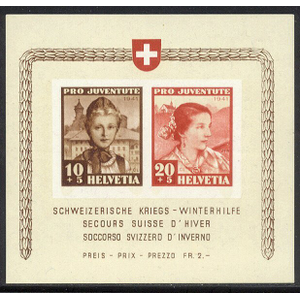 PRO JUVENTUTE
1941
10
+5
HELVETIA
PRO JUVENTUTE
1941
20
+5
HELVETIA
SCHWEIZERISCHE KRIEGS - WINTERHILFE
SECOURS SUISSE D' HIVER
SOCCORSO SVIZZERO D'INVERNO
PREIS - PRIX - PREZZO FR. 2.-